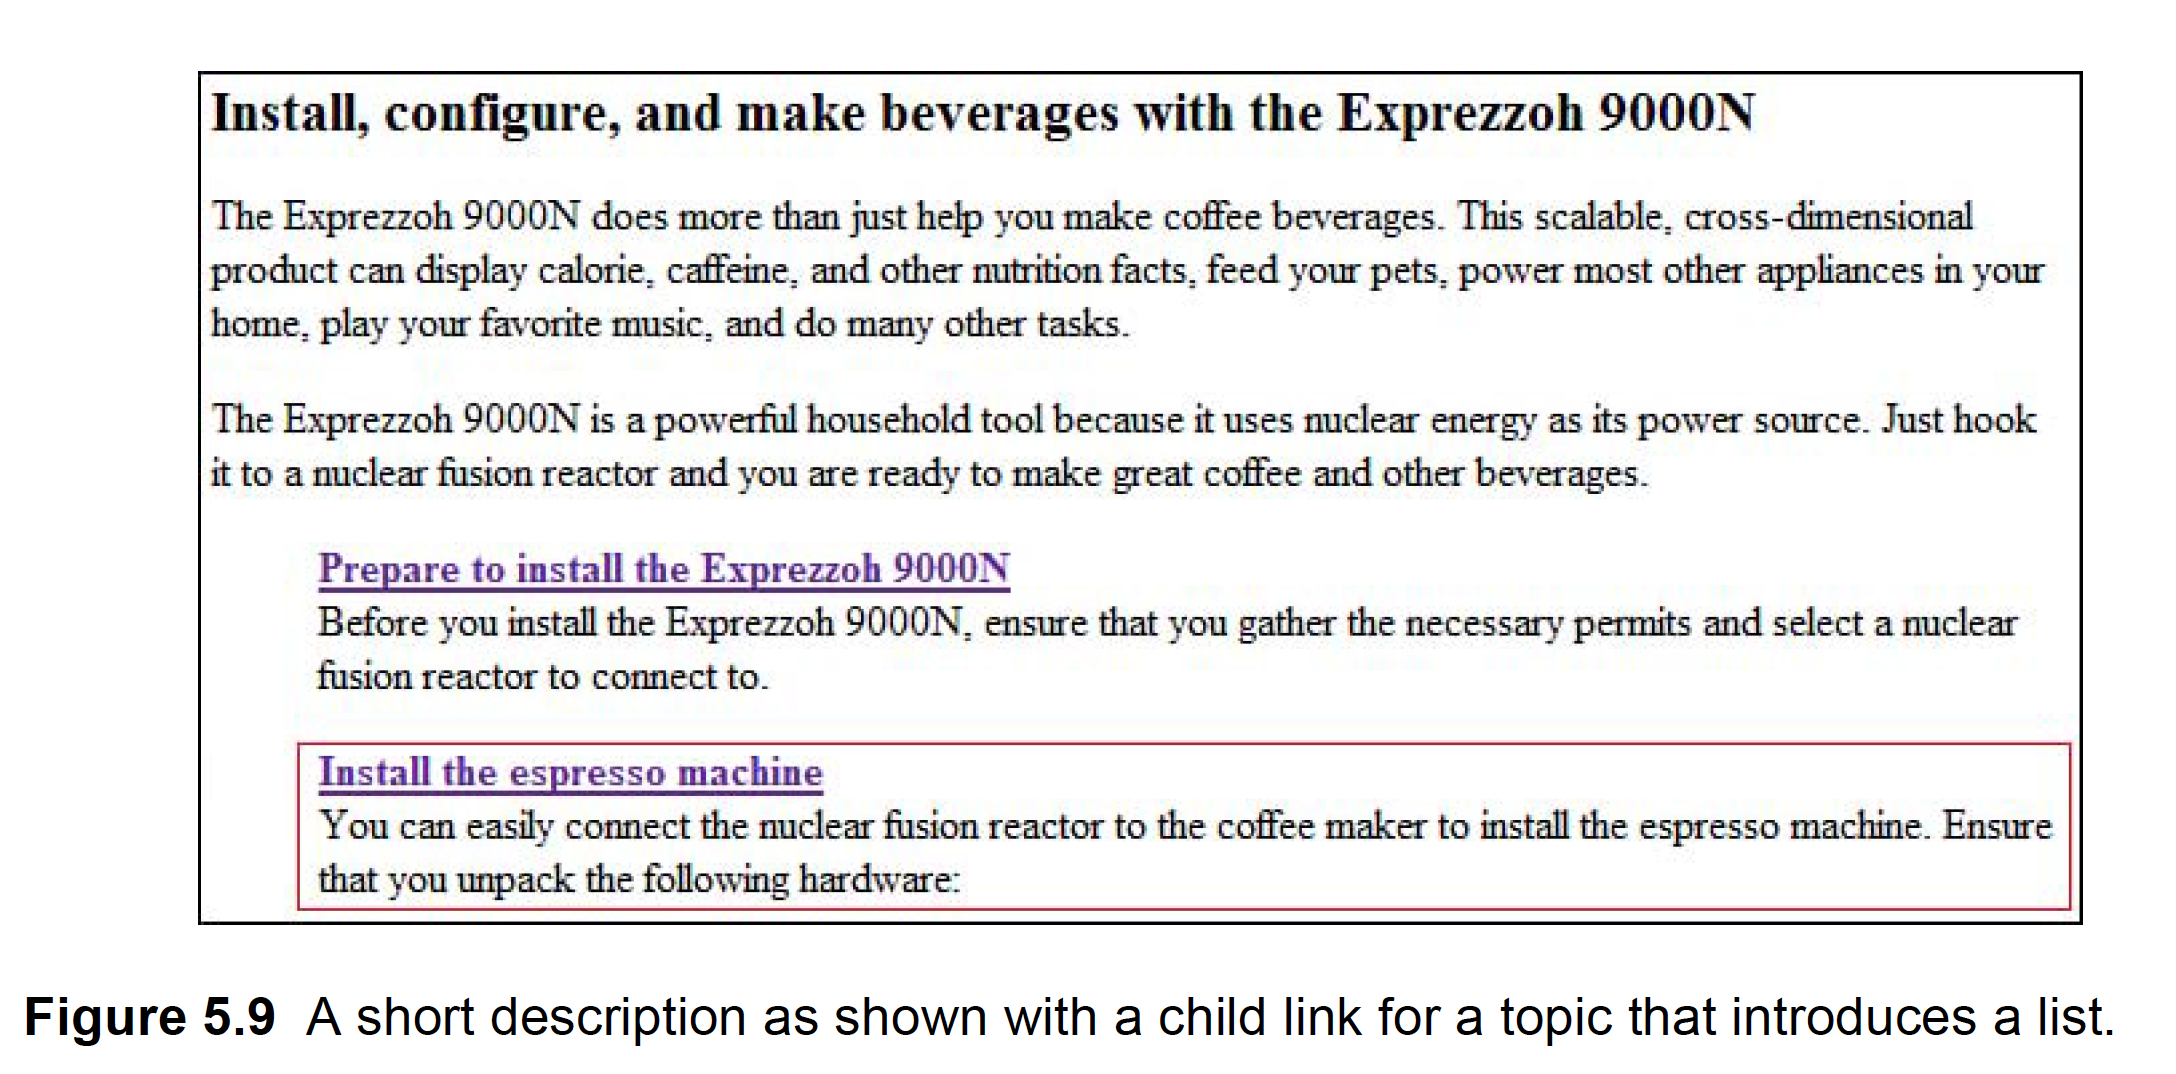 Install, configure, and make beverages with the Exprezzoh 9000N
The Exprezzoh 9000N does more than just help you make coffee beverages. This scalable, cross-dimensional
product can display calorie, caffeine, and other nutrition facts, feed your pets, power most other appliances in your
home, play your favorite music, and do many other tasks.
The Exprezzoh 9000N is a powerful household tool because it uses nuclear energy as its power source. Just hook
it to a nuclear fusion reactor and you are ready to make great coffee and other beverages.
Prepare to install the Exprezzoh 9000N
Before you install the Exprezzoh 9000N, ensure that you gather the necessary permits and select a nuclear
fusion reactor to connect to.
Install the espresso machine
You can easily connect the nuclear fusion reactor to the coffee maker to install the espresso machine. Ensure
that you unpack the following hardware:
Figure 5.9 A short description as shown with a child link for a topic that introduces a list.